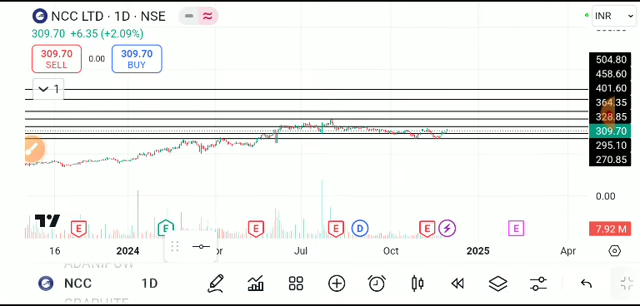 NCC LTD · 1D · NSE
INR
309.70 +6.35 (+2.09%)
309.70 SELL
0.00
309.70 BUY
1
504.80
458.60
401.60
364.35
328.85
309.70
295.10
270.85
0.00
E
E
E
D
E
E
7.92 M
16
2024
Jul
Oct
2025
Apr
NCC
1D